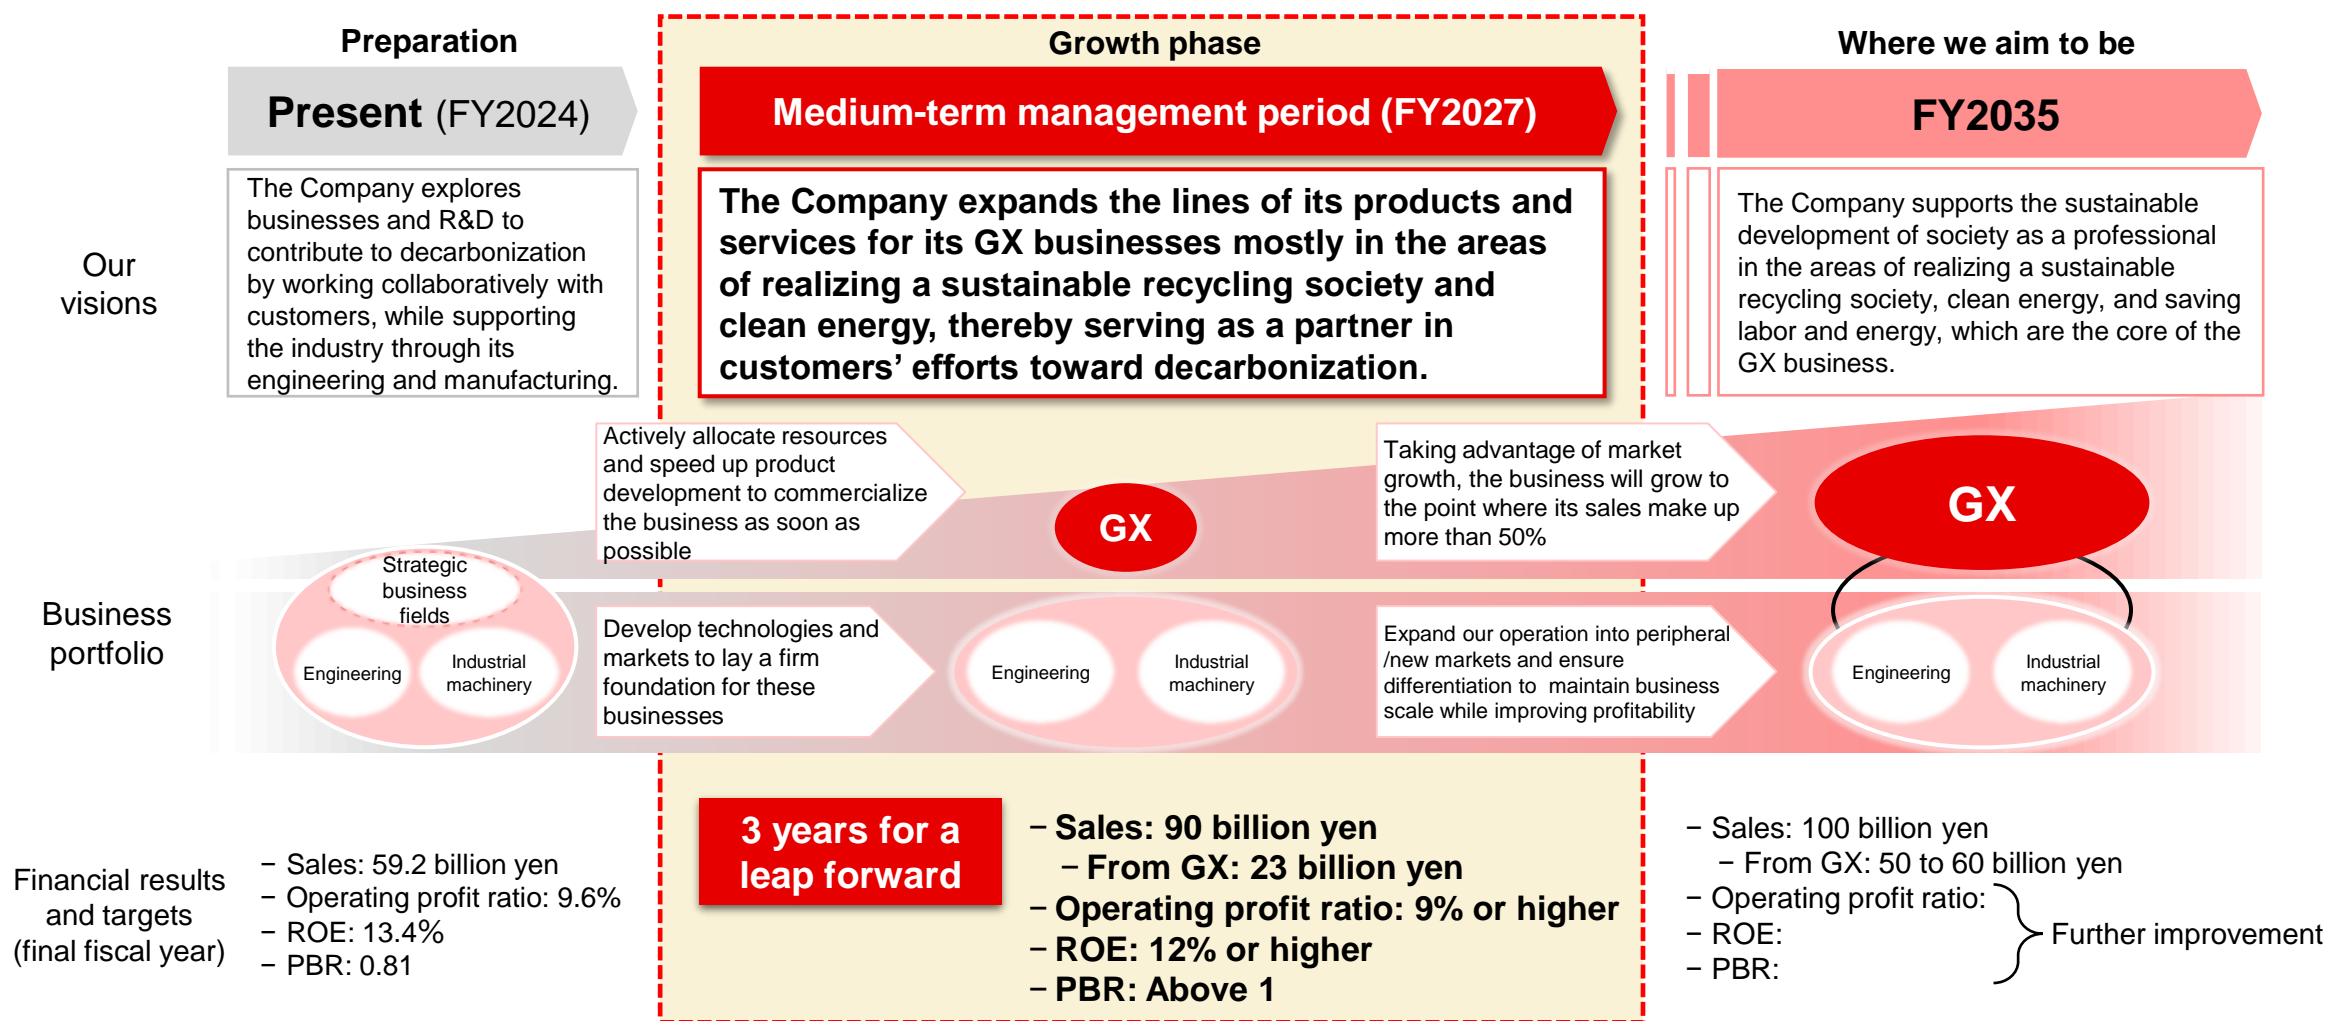 Preparation
Present (FY2024)
Growth phase
Medium-term management period (FY2027)
Where we aim to be
FY2035
Our
visions
The Company explores
businesses and R&D to
contribute to decarbonization
by working collaboratively with
customers, while supporting
the industry through its
engineering and manufacturing.
The Company expands the lines of its products and
services for its GX businesses mostly in the areas
of realizing a sustainable recycling society and
clean energy, thereby serving as a partner in
customers’ efforts toward decarbonization.
The Company supports the sustainable
development of society as a professional
in the areas of realizing a sustainable
recycling society, clean energy, and saving
labor and energy, which are the core of the
GX business.
Business
portfolio
Strategic
business
fields
Engineering
Industrial
machinery
Actively allocate resources
and speed up product
development to commercialize
the business as soon as
possible
Develop technologies and
markets to lay a firm
foundation for these
businesses
GX
Engineering
Industrial
machinery
Taking advantage of market
growth, the business will grow to
the point where its sales make up
more than 50%
Expand our operation into peripheral
/new markets and ensure
differentiation to maintain business
scale while improving profitability
GX
Engineering
Industrial
machinery
Financial results
and targets
(final fiscal year)
− Sales: 59.2 billion yen
− Operating profit ratio: 9.6%
− ROE: 13.4%
− PBR: 0.81
3 years for a
leap forward
− Sales: 90 billion yen
− From GX: 23 billion yen
− Operating profit ratio: 9% or higher
− ROE: 12% or higher
− PBR: Above 1
− Sales: 100 billion yen
− From GX: 50 to 60 billion yen
− Operating profit ratio:
− ROE:
− PBR:
Further improvement